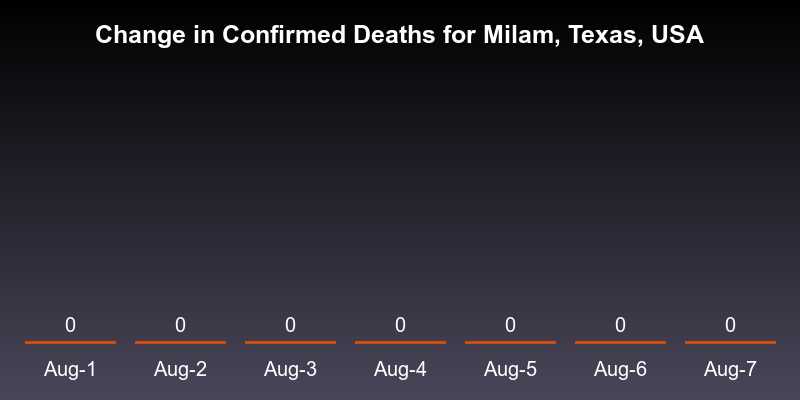 Change in Confirmed Deaths for Milam, Texas, USA
0 0 0 0 0 0 0
Aug-1 Aug-2 Aug-3 Aug-4 Aug-5 Aug-6 Aug-7